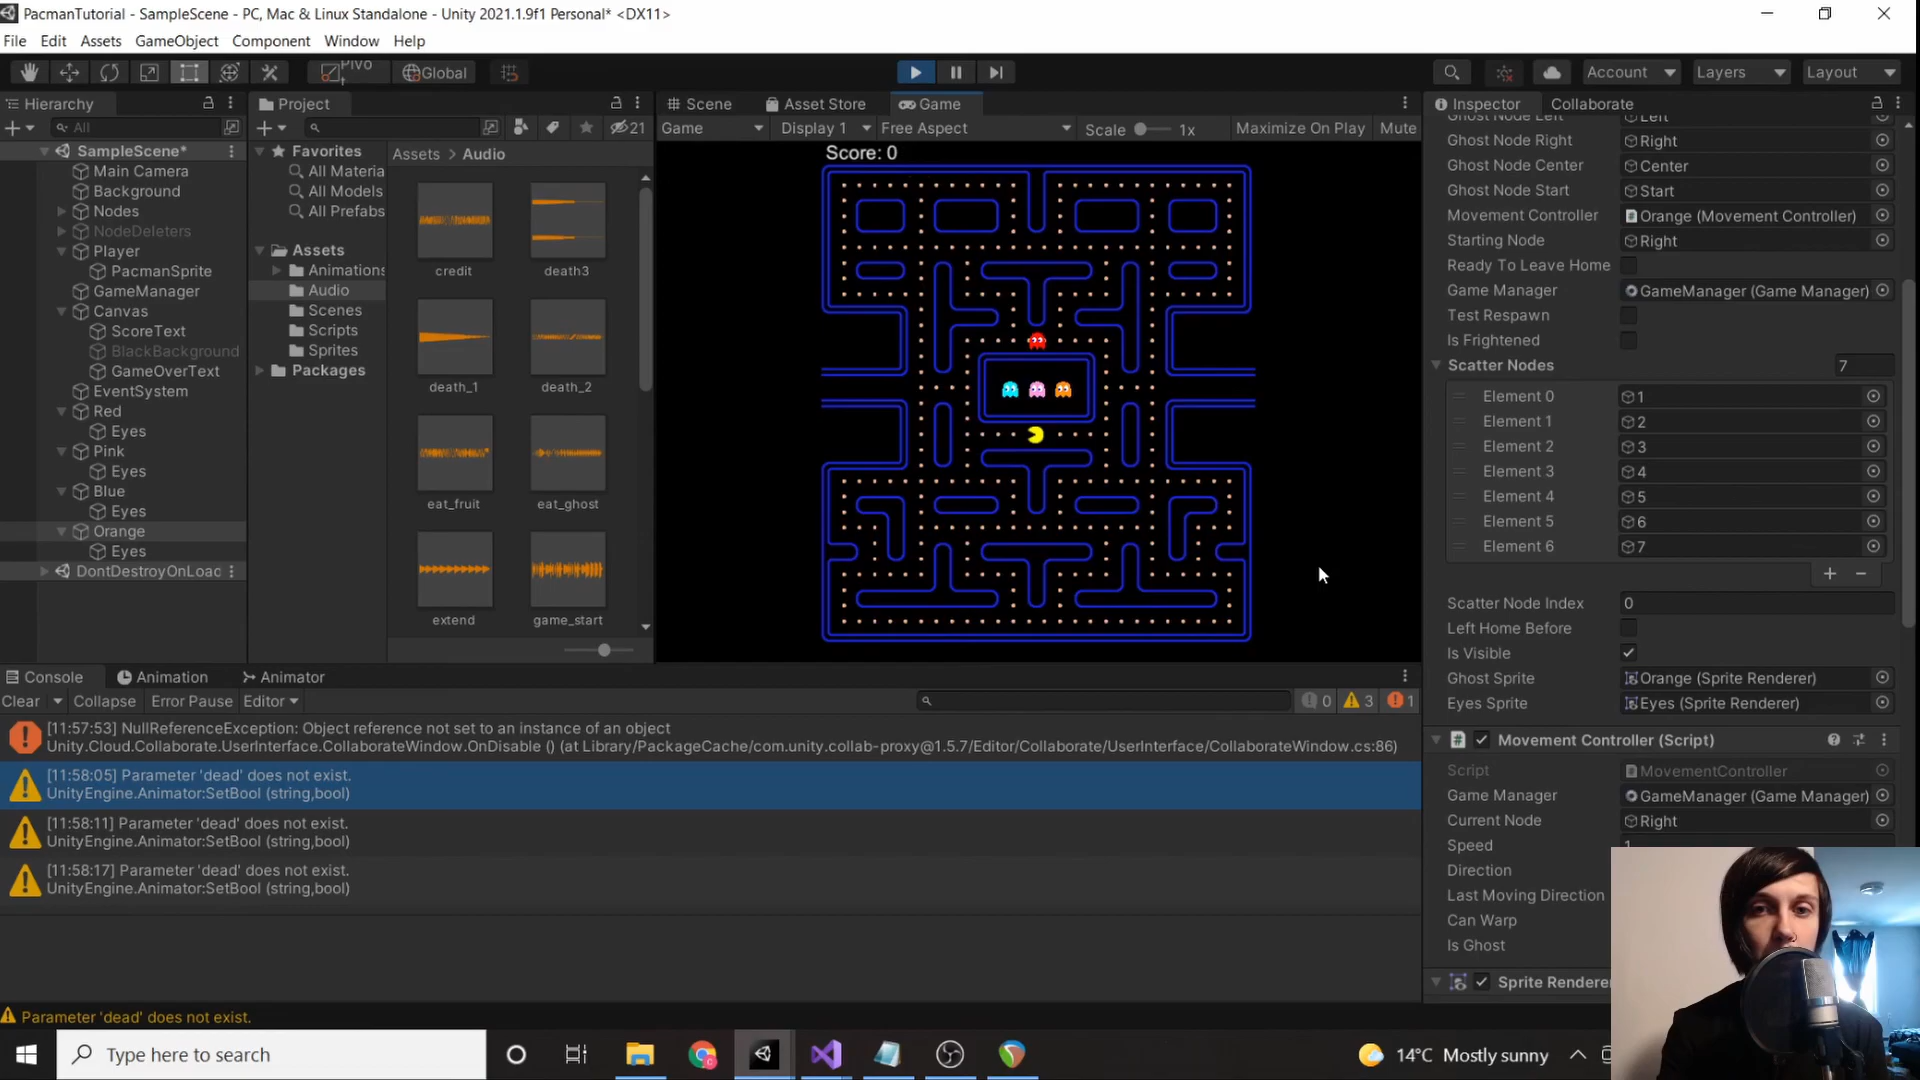 PacmanTutorial - SampleScene - PC, Mac & Linux Standalone - Unity 2021.1.9f1 Personal* <DX11>
File Edit Assets GameObject Component Window Help
Pivot Global Account Layers Layout
Hierarchy
All
SampleScene*
Main Camera
Background
Nodes
NodeDeleters
Player
PacmanSprite
GameManager
Canvas
ScoreText
BlackBackground
GameOverText
EventSystem
Red
Eyes
Pink
Eyes
Blue
Eyes
Orange
Eyes
DontDestroyOnLoad
Project
21
Favorites
All Materia
All Models
All Prefabs
Assets
Animations
Audio
Scenes
Scripts
Sprites
Packages
Assets > Audio
credit death3
death_1 death_2
eat_fruit eat_ghost
extend game_start
Scene Asset Store Game
Game Display 1 Free Aspect Scale 1x Maximize On Play Mute
Score: 0
Inspector Collaborate
Ghost Node Left Left
Ghost Node Right Right
Ghost Node Center Center
Ghost Node Start Start
Movement Controller Orange (Movement Controller)
Starting Node Right
Ready To Leave Home
Game Manager GameManager (Game Manager)
Test Respawn
Is Frightened
Scatter Nodes 7
Element 0 1
Element 1 2
Element 2 3
Element 3 4
Element 4 5
Element 5 6
Element 6 7
Scatter Node Index 0
Left Home Before
Is Visible
Ghost Sprite Orange (Sprite Renderer)
Eyes Sprite Eyes (Sprite Renderer)
Movement Controller (Script)
Script MovementController
Game Manager GameManager (Game Manager)
Current Node Right
Speed
Direction
Last Moving Direction
Can Warp
Is Ghost
Sprite Renderer
Console Animation Animator
Clear Collapse Error Pause Editor 0 3 1
[11:57:53] NullReferenceException: Object reference not set to an instance of an object
Unity.Cloud.Collaborate.UserInterface.CollaborateWindow.OnDisable () (at Library/PackageCache/com.unity.collab-proxy@1.5.7/Editor/Collaborate/UserInterface/CollaborateWindow.cs:86)
[11:58:05] Parameter 'dead' does not exist.
UnityEngine.Animator:SetBool (string,bool)
[11:58:11] Parameter 'dead' does not exist.
UnityEngine.Animator:SetBool (string,bool)
[11:58:17] Parameter 'dead' does not exist.
UnityEngine.Animator:SetBool (string,bool)
Parameter 'dead' does not exist.
Type here to search
14°C Mostly sunny